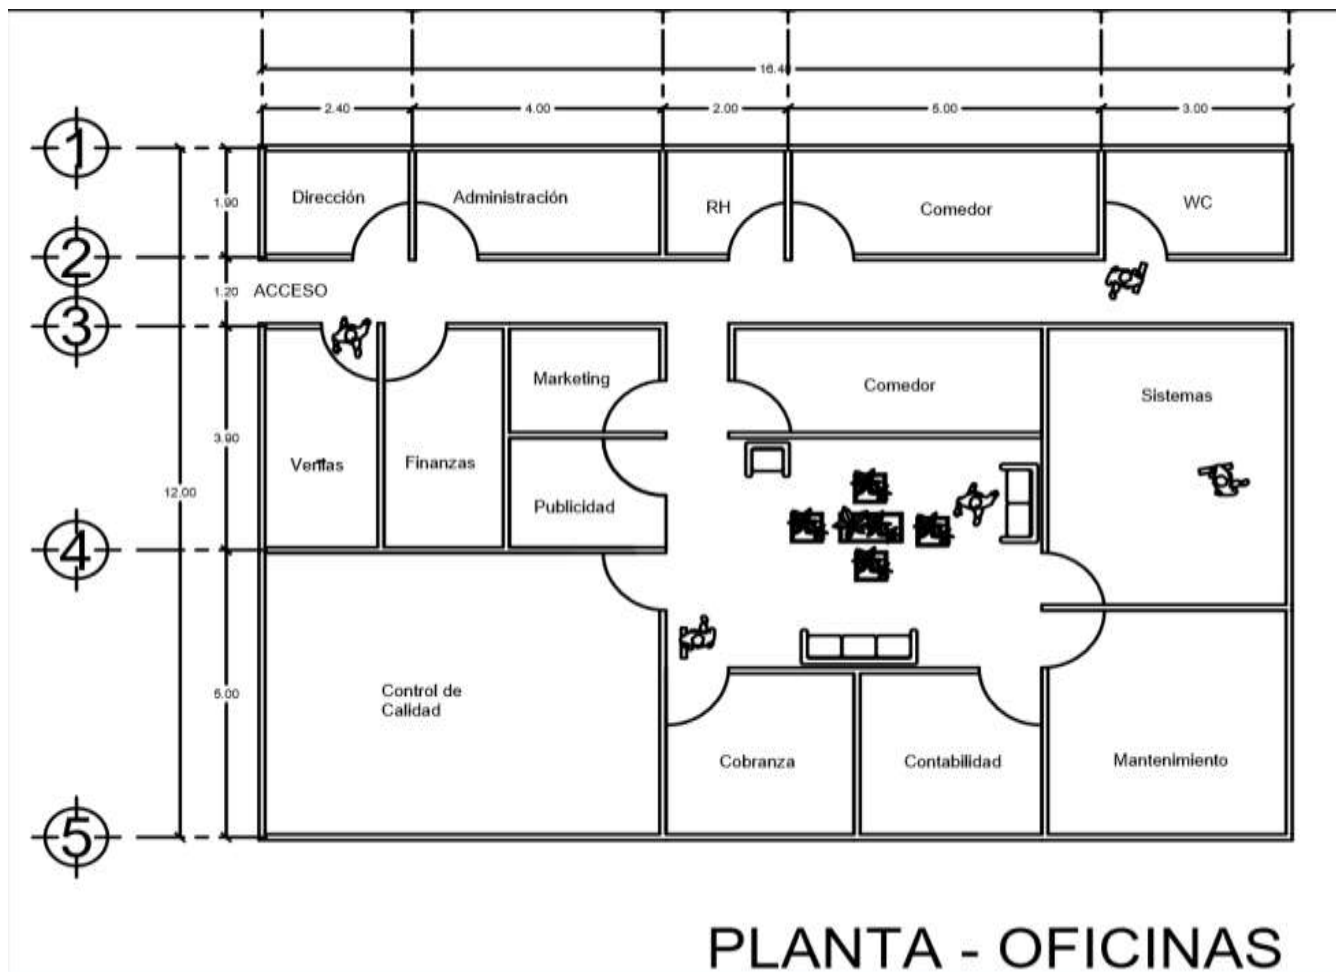 16.40
2.40 4.00 2.00 5.00 3.00
1
Dirección Administración RH Comedor WC
1.90
2
1.20 ACCESO
3
Marketing Comedor Sistemas
3.90
Ventas Finanzas
12.00
Publicidad
4
5.00
Control de
Calidad
Cobranza Contabilidad Mantenimiento
5
PLANTA - OFICINAS